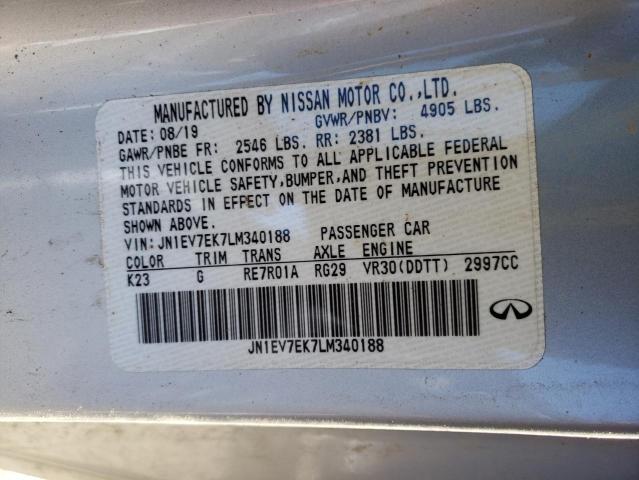 MANUFACTURED BY NISSAN MOTOR CO.,LTD.
DATE: 08/19 GVWR/PNBV: 4905 LBS.
GAWR/PNBE FR: 2546 LBS. RR: 2381 LBS.
THIS VEHICLE CONFORMS TO ALL APPLICABLE FEDERAL
MOTOR VEHICLE SAFETY,BUMPER,AND THEFT PREVENTION
STANDARDS IN EFFECT ON THE DATE OF MANUFACTURE
SHOWN ABOVE.
VIN:JN1EV7EK7LM340188 PASSENGER CAR
COLOR TRIM TRANS AXLE ENGINE
K23 G RE7R01A RG29 VR30(DDTT) 2997CC
JN1EV7EK7LM340188